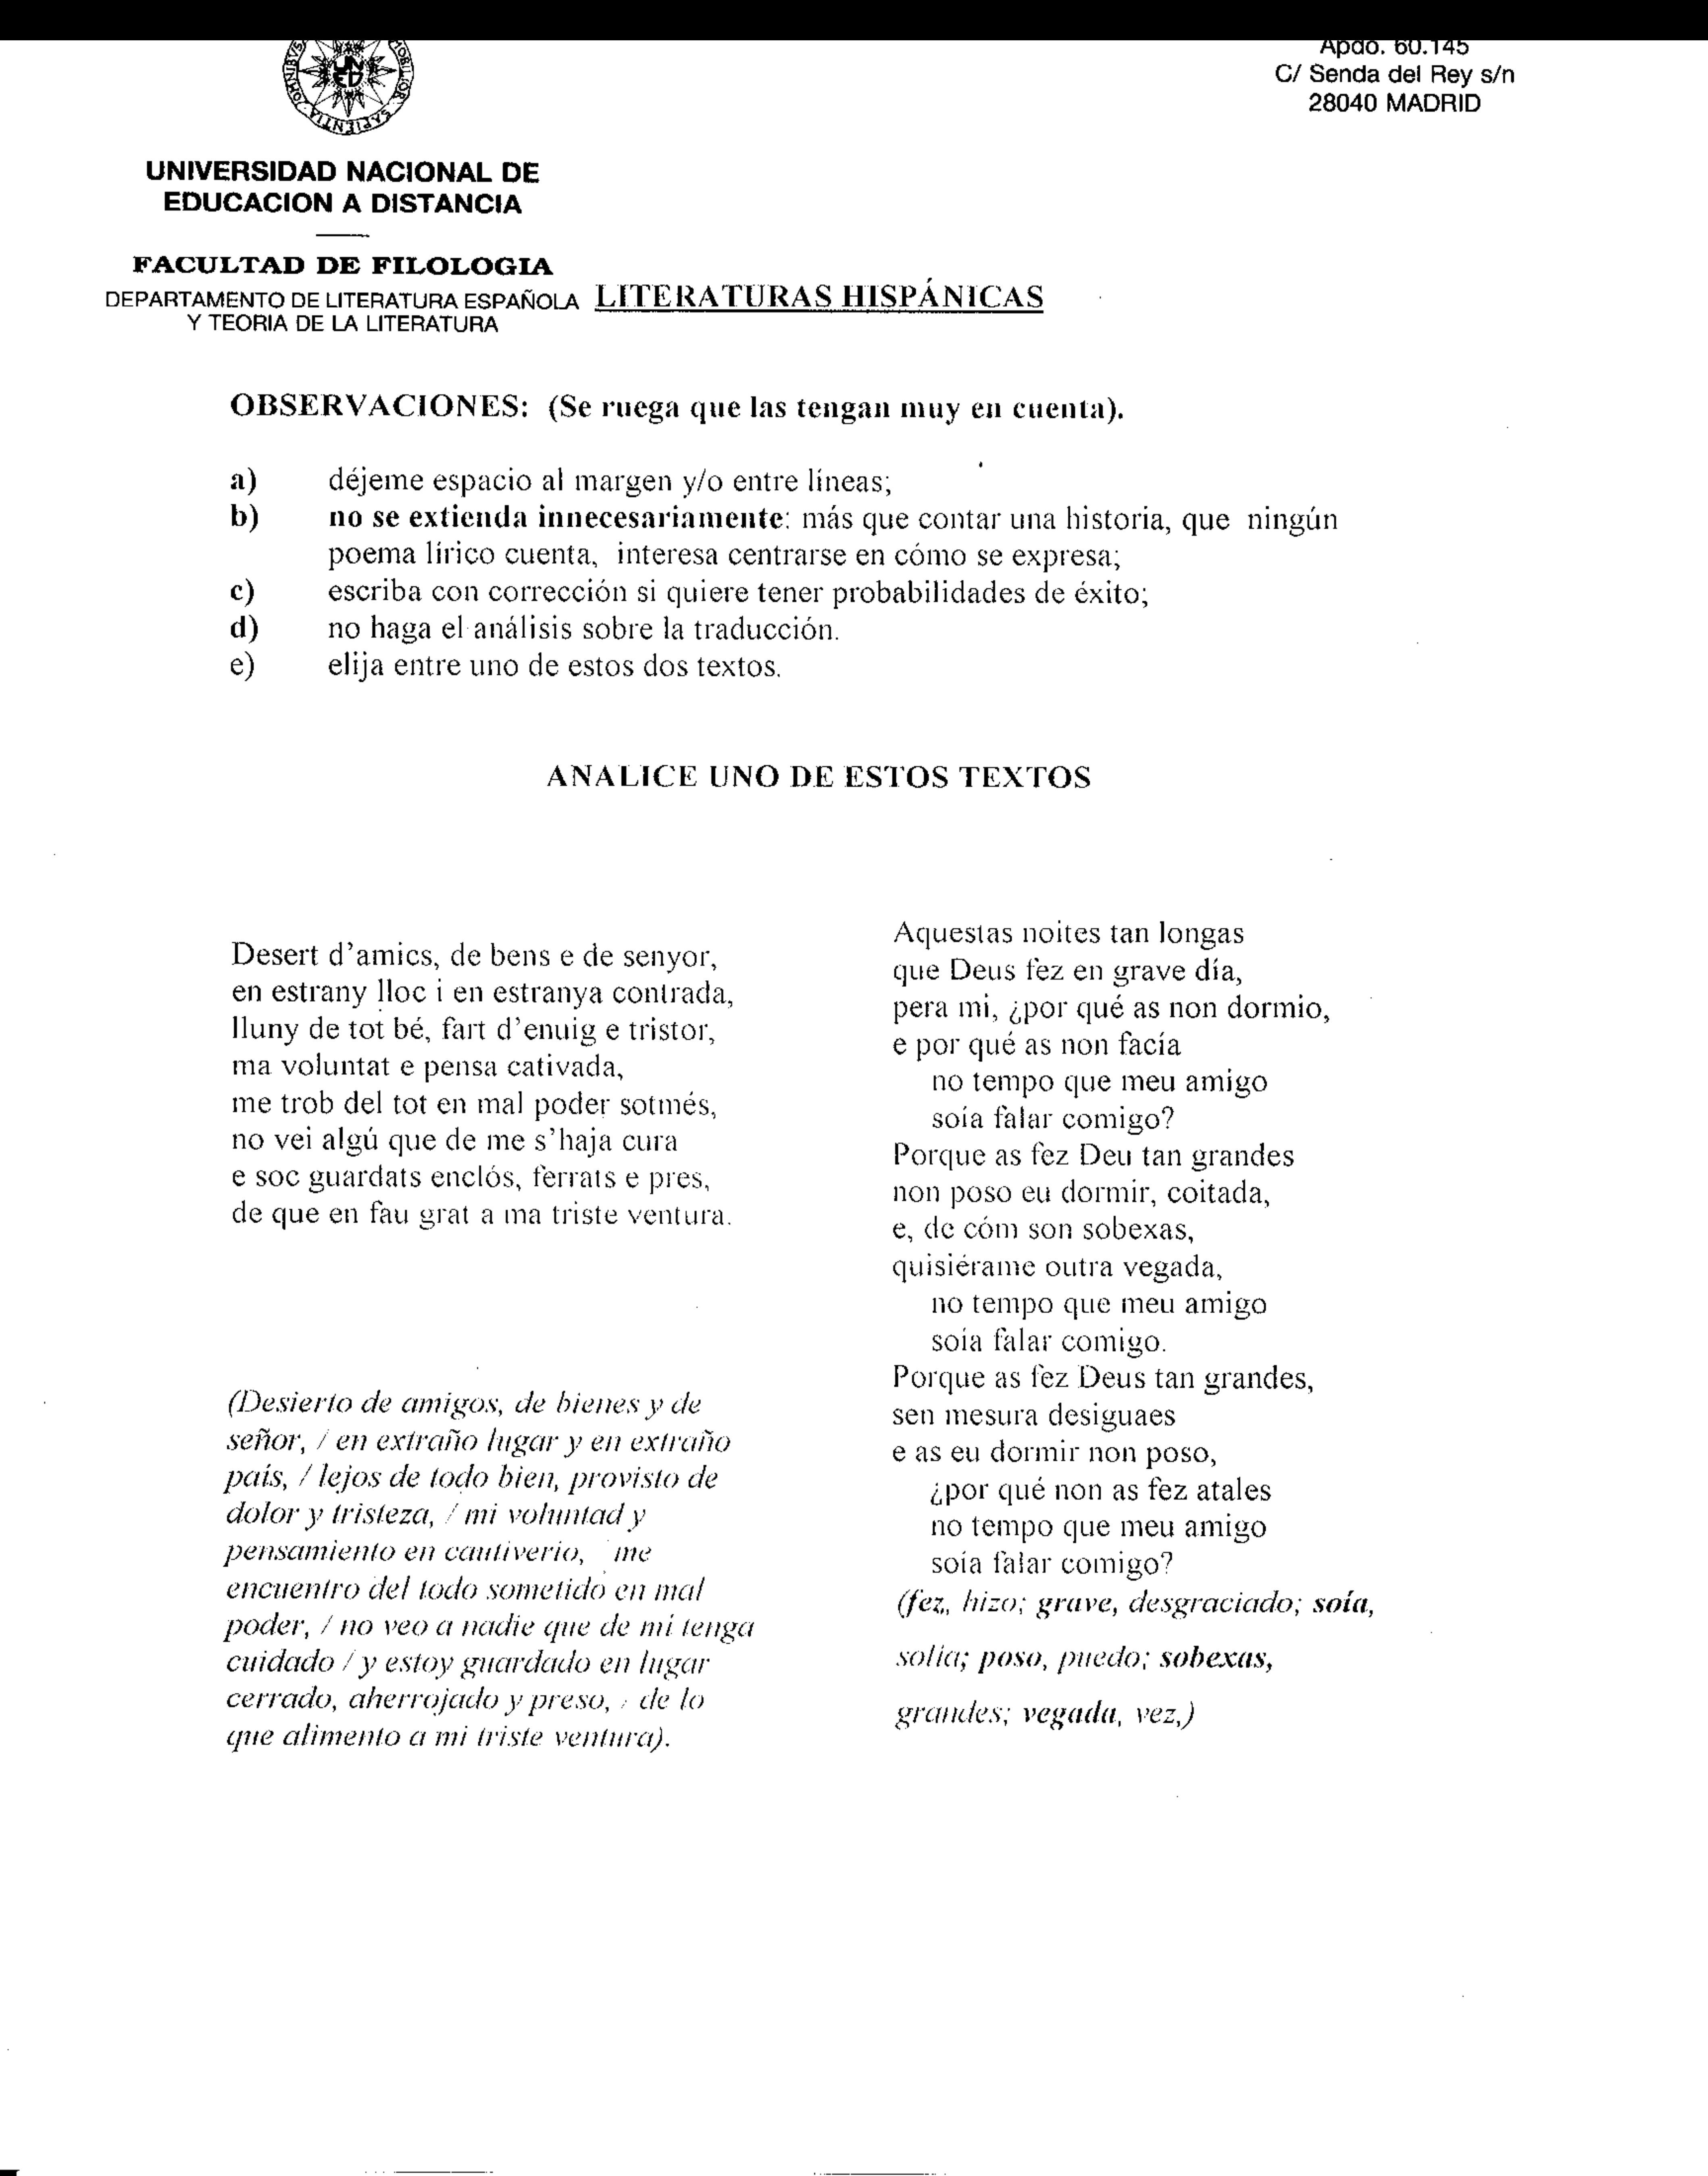 Apdo. 60.145
C/ Senda del Rey s/n
28040 MADRID
UNED
OMNIBVS MOBILIOR SAPIENTIA
UNIVERSIDAD NACIONAL DE
EDUCACION A DISTANCIA
FACULTAD DE FILOLOGIA
DEPARTAMENTO DE LITERATURA ESPAÑOLA
Y TEORIA DE LA LITERATURA
LITERATURAS HISPÁNICAS
OBSERVACIONES: (Se ruega que las tengan muy en cuenta).
a) déjeme espacio al margen y/o entre líneas;
b) no se extienda innecesariamente: más que contar una historia, que ningún
poema lírico cuenta, interesa centrarse en cómo se expresa;
c) escriba con corrección si quiere tener probabilidades de éxito;
d) no haga el análisis sobre la traducción.
e) elija entre uno de estos dos textos.
ANALICE UNO DE ESTOS TEXTOS
Desert d'amics, de bens e de senyor,
en estrany lloc i en estranya contrada,
lluny de tot bé, fart d'enuig e tristor,
ma voluntat e pensa cativada,
me trob del tot en mal poder sotmés,
no vei algú que de me s'haja cura
e soc guardats enclós, ferrats e pres,
de que en fau grat a ma triste ventura.
(Desierto de amigos, de bienes y de
señor, / en extraño lugar y en extraño
país, / lejos de todo bien, provisto de
dolor y tristeza, / mi voluntad y
pensamiento en cautiverio, me
encuentro del todo sometido en mal
poder, / no veo a nadie que de mí tenga
cuidado / y estoy guardado en lugar
cerrado, aherrojado y preso, / de lo
que alimento a mi triste ventura).
Aquestas noites tan longas
que Deus fez en grave día,
pera mi, ¿por qué as non dormio,
e por qué as non facía
no tempo que meu amigo
soía falar comigo?
Porque as fez Deu tan grandes
non poso eu dormir, coitada,
e, de cóm son sobexas,
quisiérame outra vegada,
no tempo que meu amigo
soía falar comigo.
Porque as fez Deus tan grandes,
sen mesura desiguaes
e as eu dormir non poso,
¿por qué non as fez atales
no tempo que meu amigo
soía falar comigo?
(fez, hizo; grave, desgraciado; soía,
solía; poso, puedo; sobexas,
grandes; vegada, vez,)